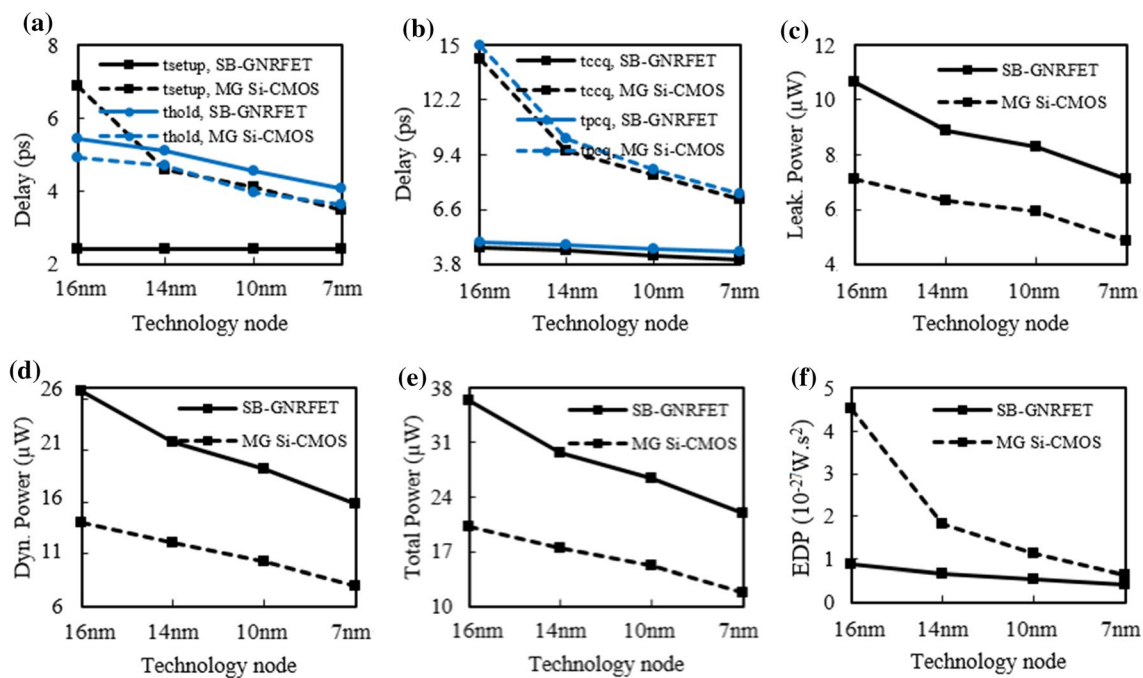 (a)
8
6
4
2
Delay (ps)
tsetup, SB-GNRFET
tsetup, MG Si-CMOS
thold, SB-GNRFET
thold, MG Si-CMOS
16nm 14nm 10nm 7nm
Technology node
(b)
15
12.2
9.4
6.6
3.8
Delay (ps)
tccq, SB-GNRFET
tccq, MG Si-CMOS
tpcq, SB-GNRFET
tpcq, MG Si-CMOS
16nm 14nm 10nm 7nm
Technology node
(c)
12
10
8
6
4
Leak. Power (μW)
SB-GNRFET
MG Si-CMOS
16nm 14nm 10nm 7nm
Technology node
(d)
26
21
16
11
6
Dyn. Power (μW)
SB-GNRFET
MG Si-CMOS
16nm 14nm 10nm 7nm
Technology node
(e)
38
31
24
17
10
Total Power (μW)
SB-GNRFET
MG Si-CMOS
16nm 14nm 10nm 7nm
Technology node
(f)
5
4
3
2
1
0
EDP (10⁻²⁷W.s²)
SB-GNRFET
MG Si-CMOS
16nm 14nm 10nm 7nm
Technology node